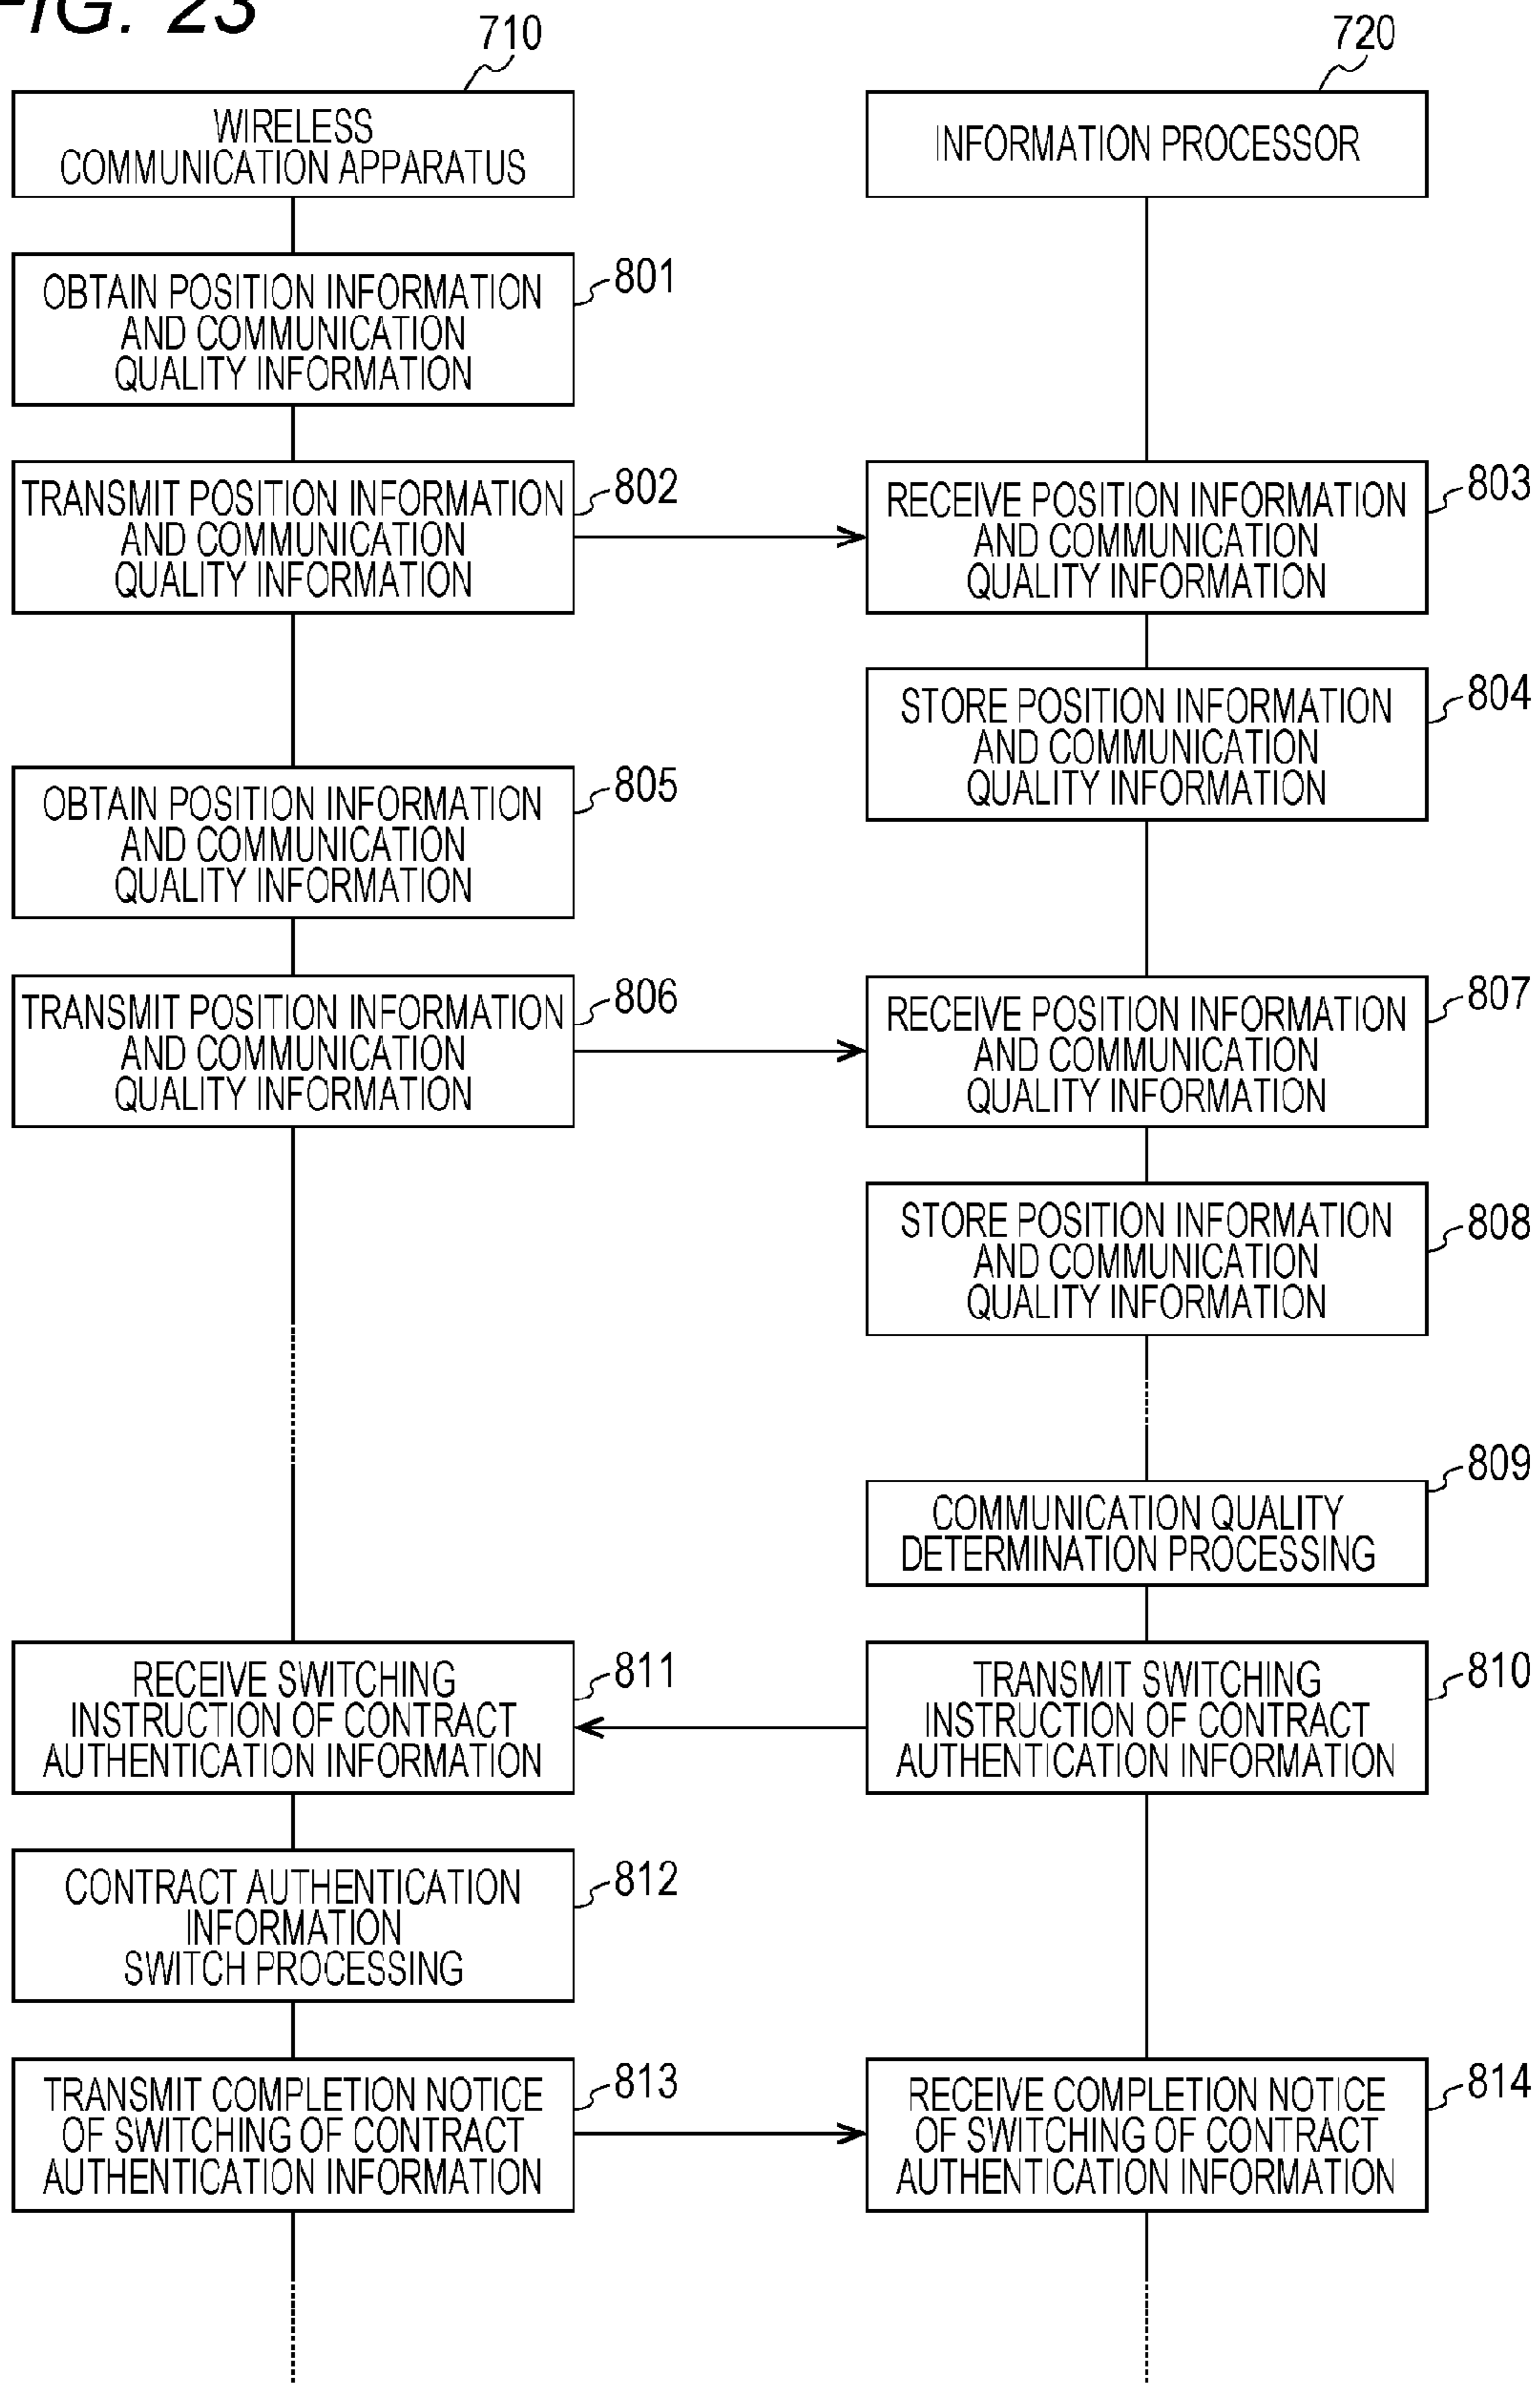 FIG. 23
710
720
WIRELESS
COMMUNICATION APPARATUS
INFORMATION PROCESSOR
OBTAIN POSITION INFORMATION
AND COMMUNICATION
QUALITY INFORMATION
801
TRANSMIT POSITION INFORMATION
AND COMMUNICATION
QUALITY INFORMATION
802
RECEIVE POSITION INFORMATION
AND COMMUNICATION
QUALITY INFORMATION
803
STORE POSITION INFORMATION
AND COMMUNICATION
QUALITY INFORMATION
804
OBTAIN POSITION INFORMATION
AND COMMUNICATION
QUALITY INFORMATION
805
TRANSMIT POSITION INFORMATION
AND COMMUNICATION
QUALITY INFORMATION
806
RECEIVE POSITION INFORMATION
AND COMMUNICATION
QUALITY INFORMATION
807
STORE POSITION INFORMATION
AND COMMUNICATION
QUALITY INFORMATION
808
COMMUNICATION QUALITY
DETERMINATION PROCESSING
809
RECEIVE SWITCHING
INSTRUCTION OF CONTRACT
AUTHENTICATION INFORMATION
811
TRANSMIT SWITCHING
INSTRUCTION OF CONTRACT
AUTHENTICATION INFORMATION
810
CONTRACT AUTHENTICATION
INFORMATION
SWITCH PROCESSING
812
TRANSMIT COMPLETION NOTICE
OF SWITCHING OF CONTRACT
AUTHENTICATION INFORMATION
813
RECEIVE COMPLETION NOTICE
OF SWITCHING OF CONTRACT
AUTHENTICATION INFORMATION
814